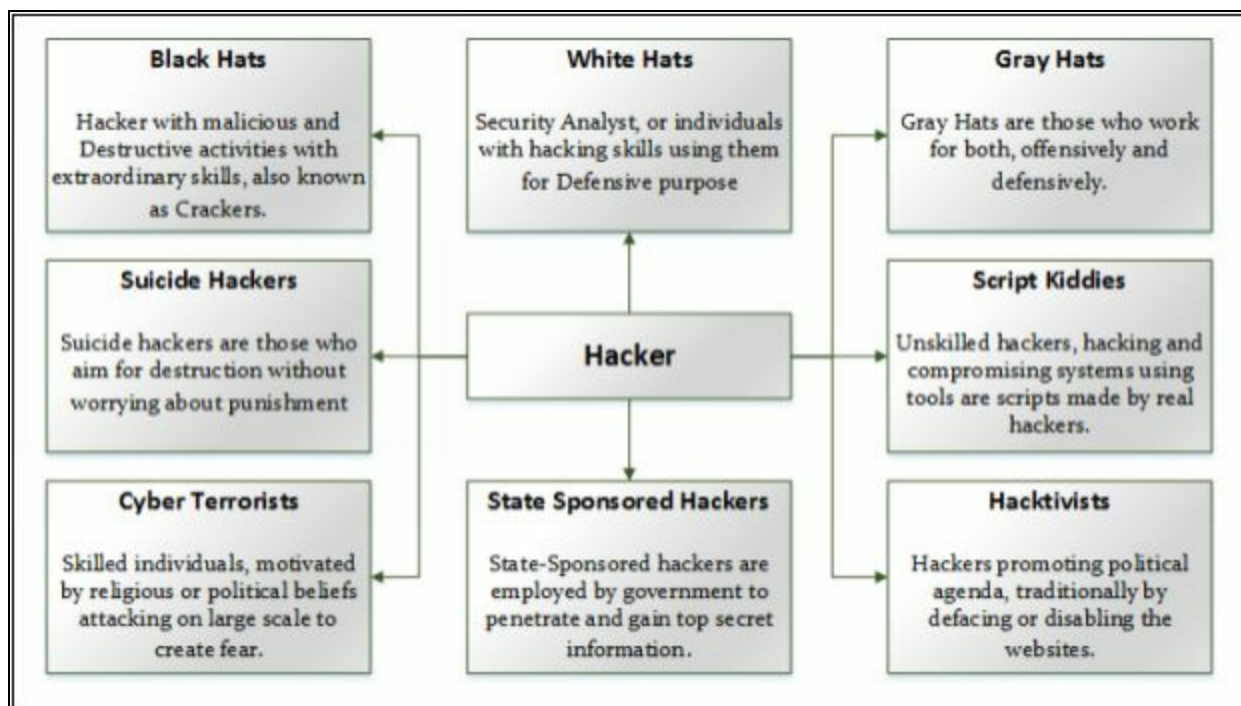 Black Hats
Hacker with malicious and
Destructive activities with
extraordinary skills, also known
as Crackers.
White Hats
Security Analyst, or individuals
with hacking skills using them
for Defensive purpose
Gray Hats
Gray Hats are those who work
for both, offensively and
defensively.
Suicide Hackers
Suicide hackers are those who
aim for destruction without
worrying about punishment
Hacker
Script Kiddies
Unskilled hackers, hacking and
compromising systems using
tools are scripts made by real
hackers.
Cyber Terrorists
Skilled individuals, motivated
by religious or political beliefs
attacking on large scale to
create fear.
State Sponsored Hackers
State-Sponsored hackers are
employed by government to
penetrate and gain top secret
information.
Hacktivists
Hackers promoting political
agenda, traditionally by
defacing or disabling the
websites.